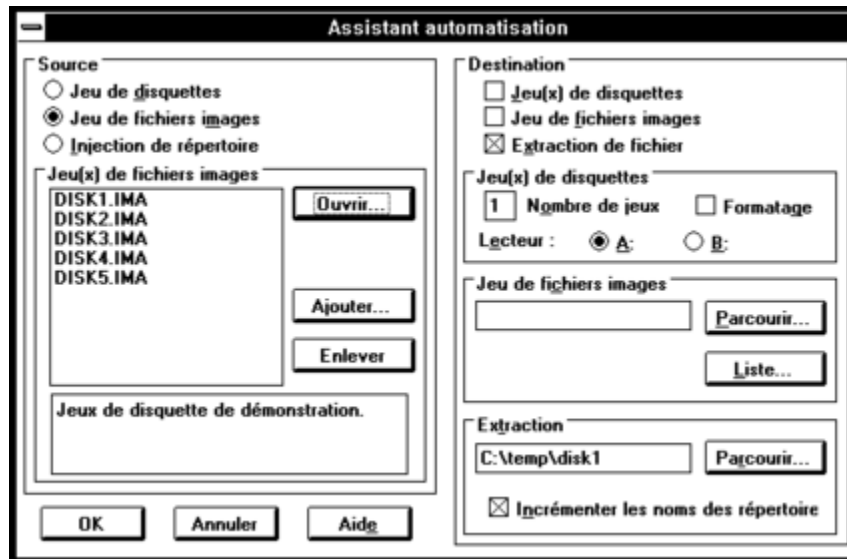 Assistant automatisation
Source
Jeu de disquettes
Jeu de fichiers images
Injection de répertoire
Jeu(x) de fichiers images
DISK1.IMA
DISK2.IMA
DISK3.IMA
DISK4.IMA
DISK5.IMA
Ouvrir...
Ajouter...
Enlever
Jeux de disquette de démonstration.
OK
Annuler
Aide
Destination
Jeu(x) de disquettes
Jeu de fichiers images
Extraction de fichier
Jeu(x) de disquettes
1 Nombre de jeux
Formatage
Lecteur :
A:
B:
Jeu de fichiers images
Parcourir...
Liste...
Extraction
C:\temp\disk1
Parcourir...
Incrémenter les noms des répertoire